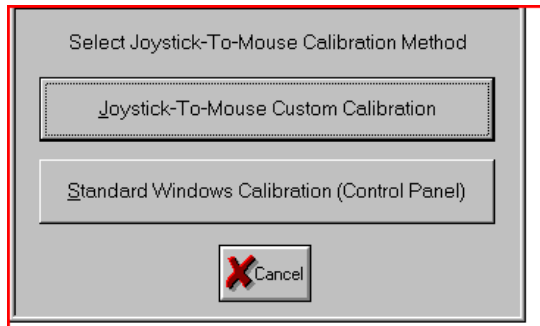 Select Joystick-To-Mouse Calibration Method
Joystick-To-Mouse Custom Calibration
Standard Windows Calibration (Control Panel)
Cancel